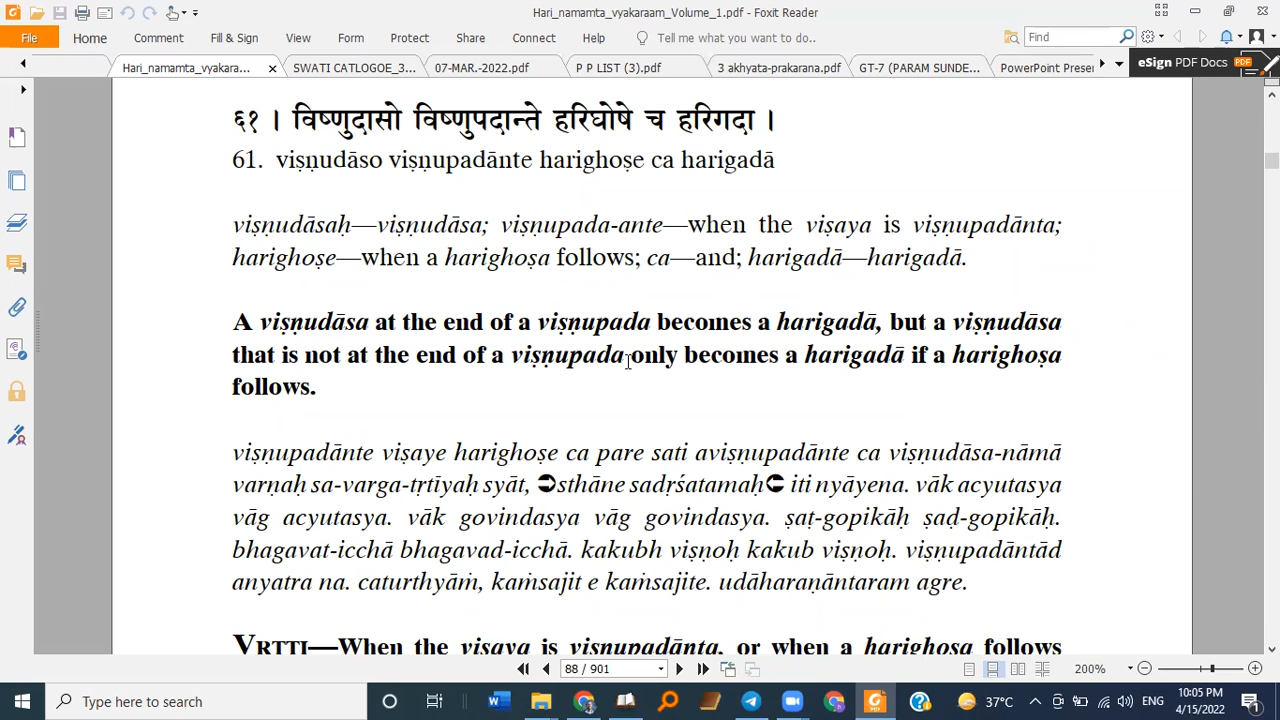 Hari_namamta_vyakaraam_Volume_1.pdf - Foxit Reader
File Home Comment Fill & Sign View Form Protect Share Connect Help Tell me what you want to do... Find
Hari_namamta_vyakara... SWATI CATLOGOE_3... 07-MAR.-2022.pdf P P LIST (3).pdf 3 akhyata-prakarana.pdf GT-7 (PARAM SUNDE... PowerPoint Preser eSign PDF Docs
६१ । विष्णुदासो विष्णुपदान्ते हरिघोषे च हरिगदा ।
61. viṣṇudāso viṣṇupadānte harighoṣe ca harigadā
viṣṇudāsaḥ—viṣṇudāsa; viṣṇupada-ante—when the viṣaya is viṣṇupadānta;
harighoṣe—when a harighoṣa follows; ca—and; harigadā—harigadā.
A viṣṇudāsa at the end of a viṣṇupada becomes a harigadā, but a viṣṇudāsa
that is not at the end of a viṣṇupada only becomes a harigadā if a harighoṣa
follows.
viṣṇupadānte viṣaye harighoṣe ca pare sati aviṣṇupadānte ca viṣṇudāsa-nāmā
varṇaḥ sa-varga-tṛtīyaḥ syāt, ➲sthāne sadṛśatamaḥ➲ iti nyāyena. vāk acyutasya
vāg acyutasya. vāk govindasya vāg govindasya. ṣaṭ-gopikāḥ ṣaḍ-gopikāḥ.
bhagavat-icchā bhagavad-icchā. kakubh viṣṇoḥ kakub viṣṇoḥ. viṣṇupadāntād
anyatra na. caturthyāṁ, kaṁsajit e kaṁsajite. udāharaṇāntaram agre.
VṚTTI—When the viṣaya is viṣṇupadānta, or when a harighoṣa follows
88 / 901 200%
Type here to search 37°C ENG 10:05 PM
4/15/2022